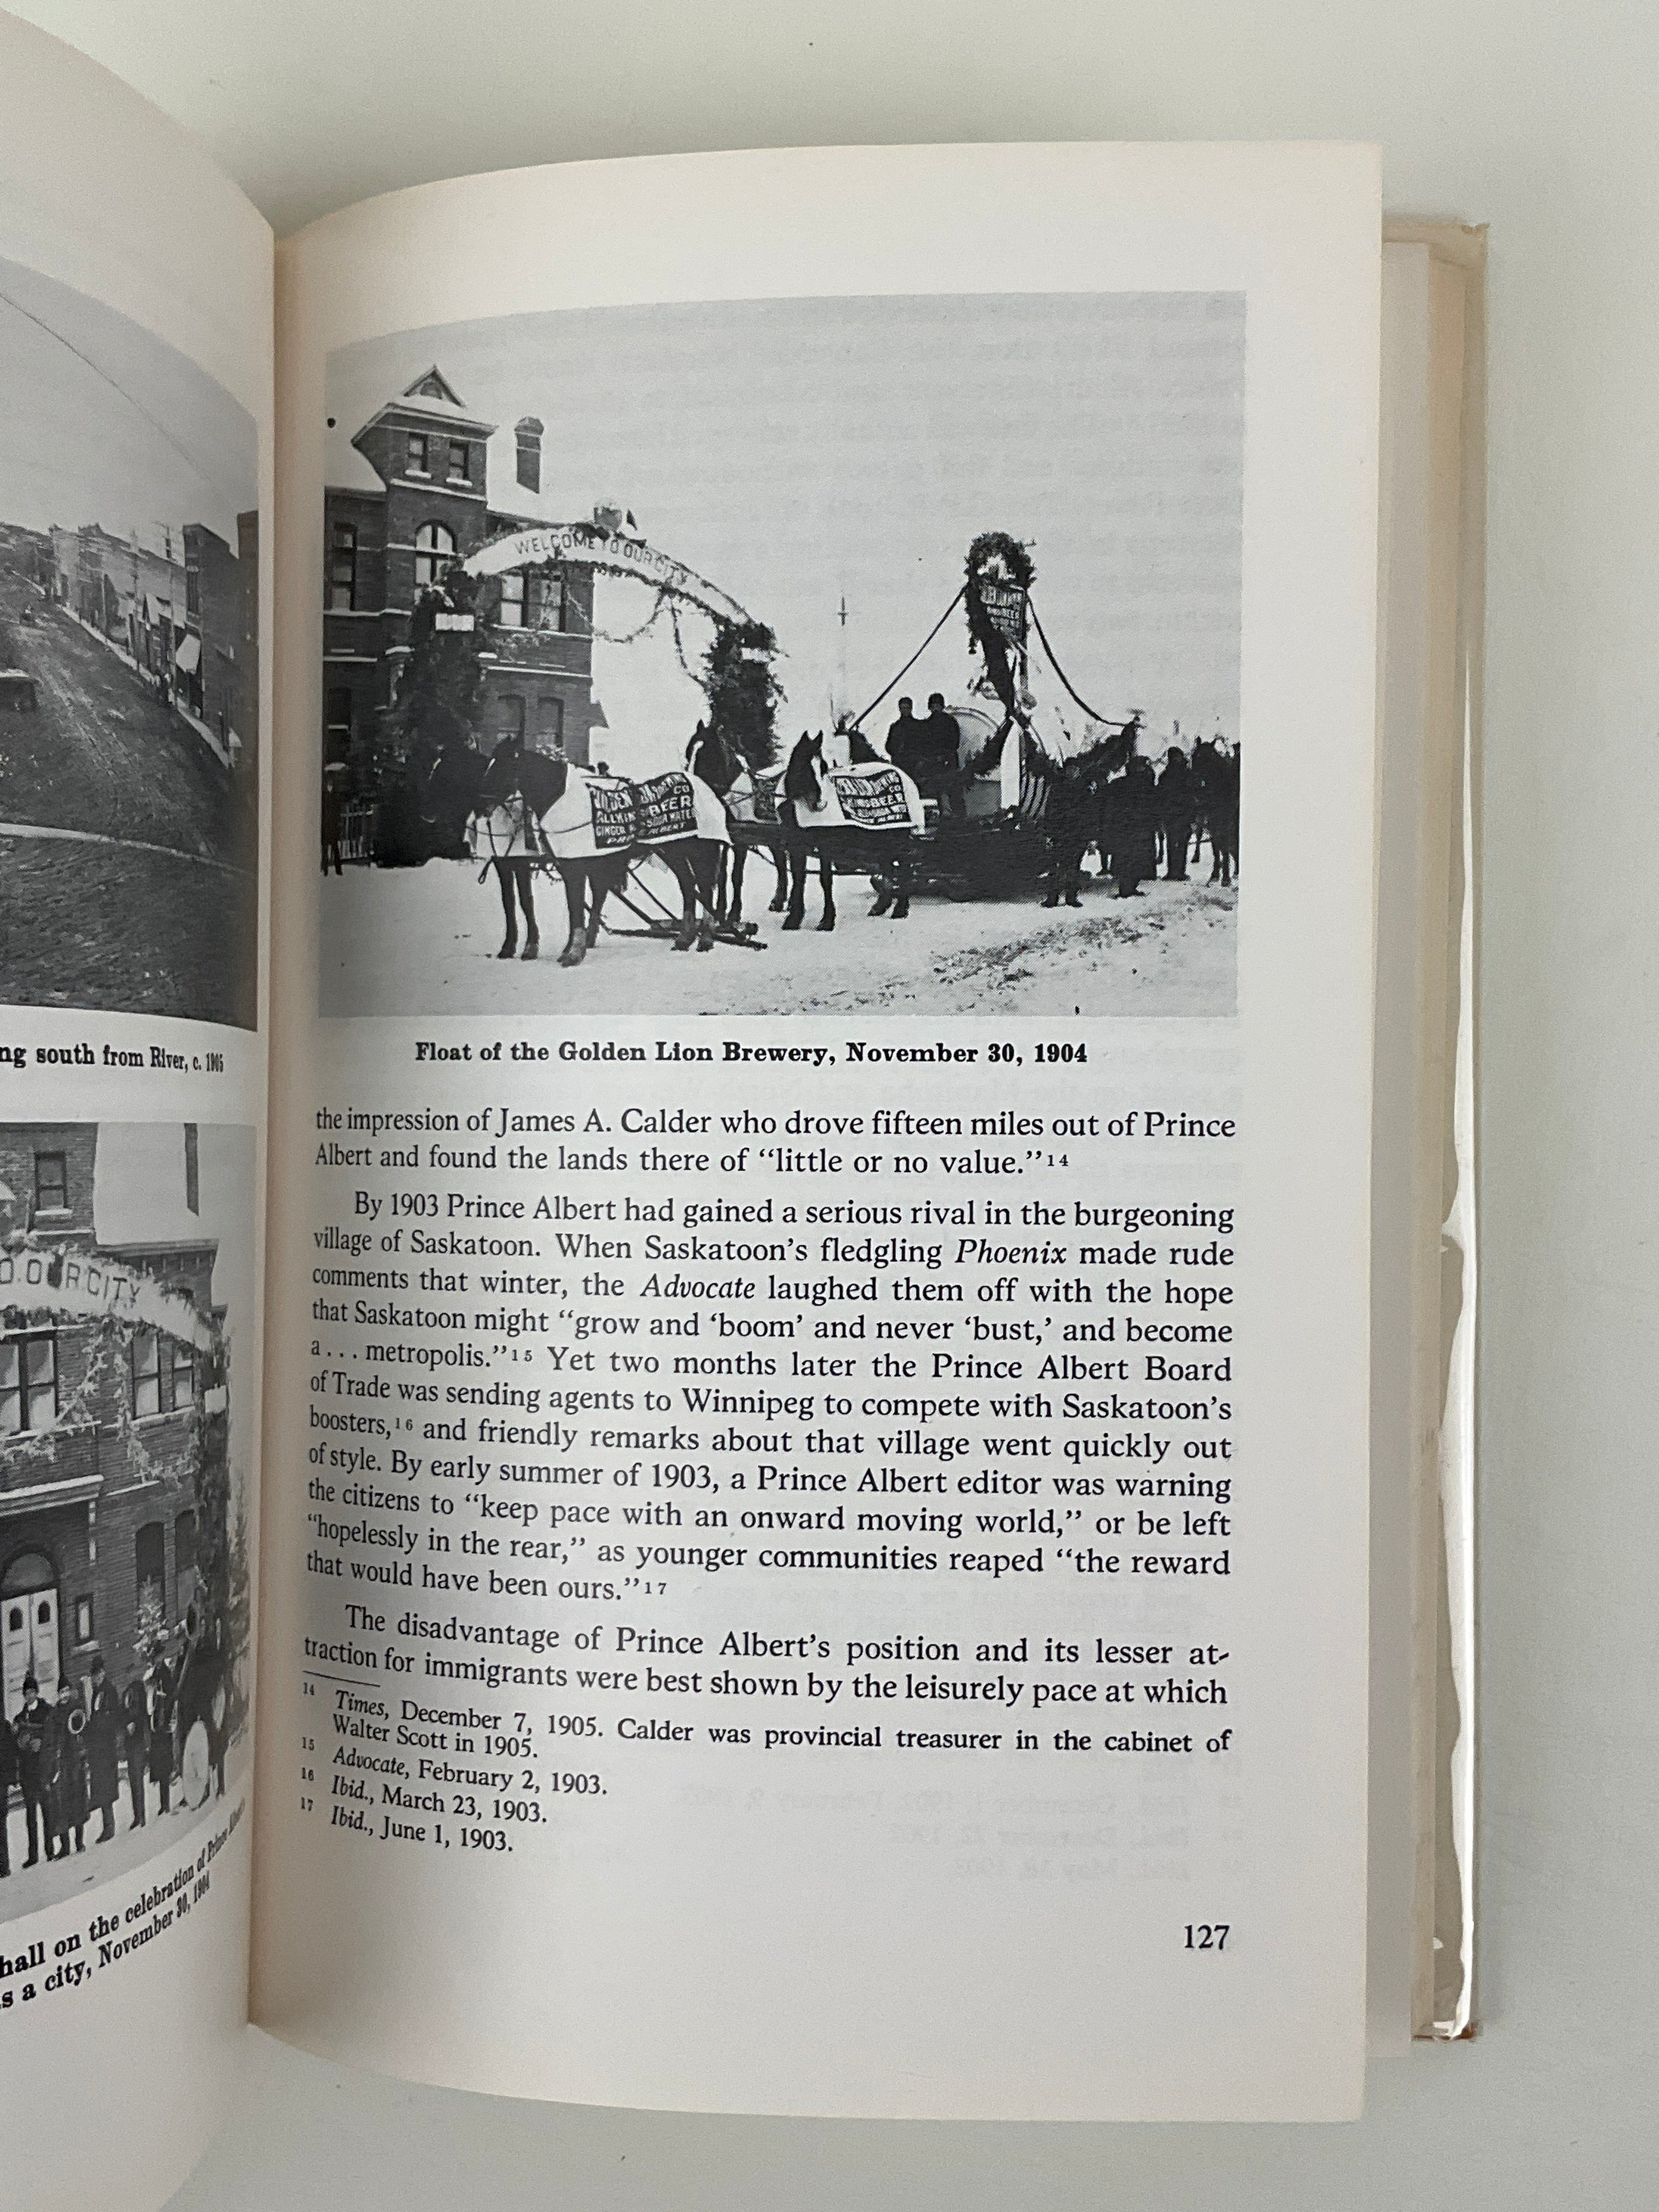 ng south from River, c. 1905
O OUR CITY
hall on the celebration of Prince
s a city, November 30, 1904
WELCOME TO OUR CITY
BEER
GINGER
CO
BEER
Float of the Golden Lion Brewery, November 30, 1904
the impression of James A. Calder who drove fifteen miles out of Prince
Albert and found the lands there of “little or no value.”14
By 1903 Prince Albert had gained a serious rival in the burgeoning
village of Saskatoon. When Saskatoon’s fledgling Phoenix made rude
comments that winter, the Advocate laughed them off with the hope
that Saskatoon might “grow and ‘boom’ and never ‘bust,’ and become
a... metropolis.”15 Yet two months later the Prince Albert Board
of Trade was sending agents to Winnipeg to compete with Saskatoon’s
boosters,16 and friendly remarks about that village went quickly out
of style. By early summer of 1903, a Prince Albert editor was warning
the citizens to “keep pace with an onward moving world,” or be left
“hopelessly in the rear,” as younger communities reaped “the reward
that would have been ours.”17
The disadvantage of Prince Albert’s position and its lesser at-
traction for immigrants were best shown by the leisurely pace at which
14 Times, December 7, 1905. Calder was provincial treasurer in the cabinet of
Walter Scott in 1905.
15 Advocate, February 2, 1903.
16 Ibid., March 23, 1903.
17 Ibid., June 1, 1903.
127